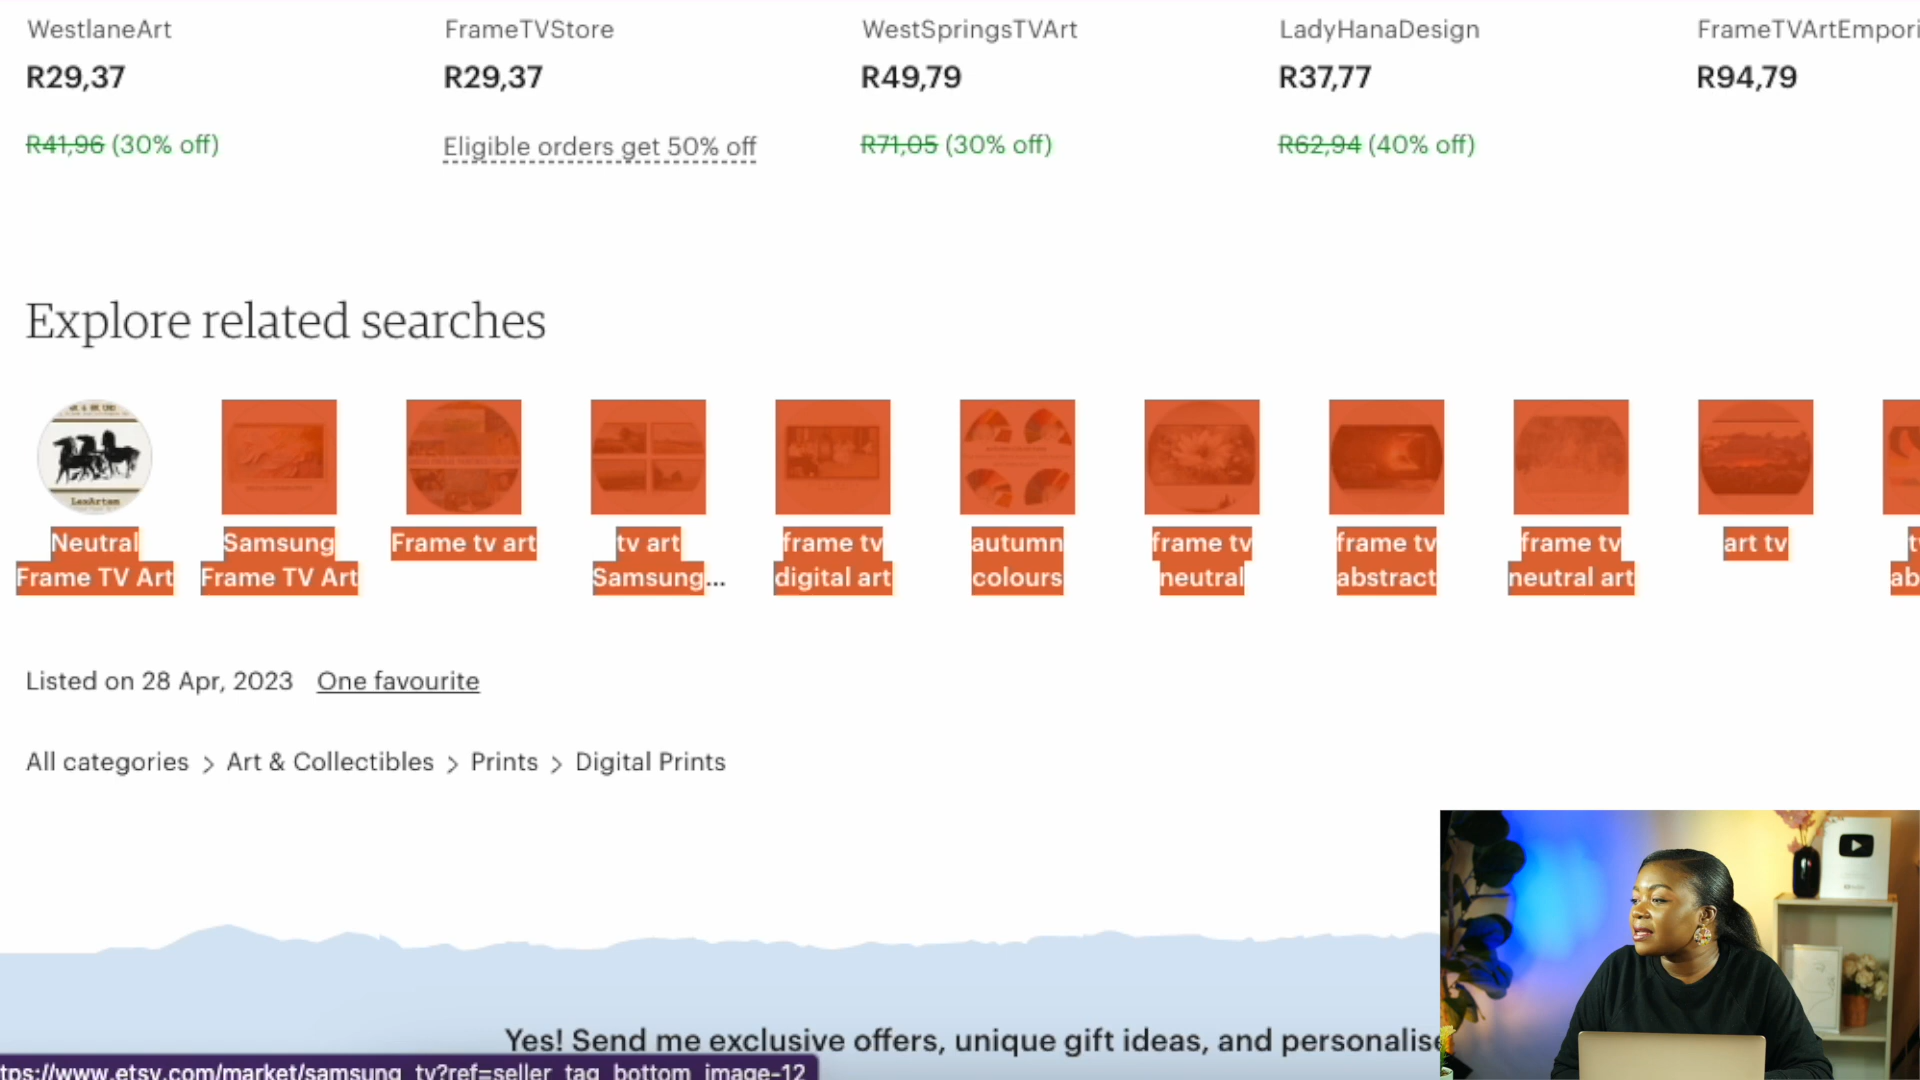 WestlaneArt
FrameTVStore
WestSpringsTVArt
LadyHanaDesign
FrameTVArtEmpori
R29,37
R29,37
R49,79
R37,77
R94,79
R41,96 (30% off)
Eligible orders get 50% off
R71,05 (30% off)
R62,94 (40% off)
Explore related searches
LeoArtem
Neutral
Frame TV Art
Samsung
Frame TV Art
Frame tv art
tv art
Samsung...
frame tv
digital art
autumn
colours
frame tv
neutral
frame tv
abstract
frame tv
neutral art
art tv
ab
Listed on 28 Apr, 2023 One favourite
All categories > Art & Collectibles > Prints > Digital Prints
Yes! Send me exclusive offers, unique gift ideas, and personalise
tps://www.etsy.com/market/samsung_tv?ref=seller_tag_bottom_image-12